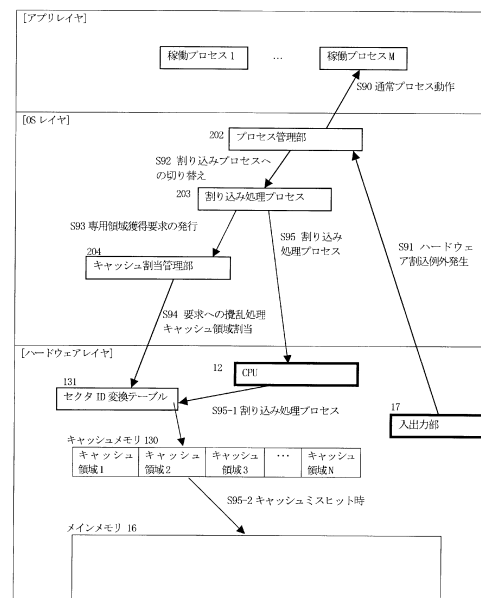 [アプリレイヤ]
稼働プロセス 1
…
稼働プロセス M
S90 通常プロセス動作
[OS レイヤ]
202
プロセス管理部
S92 割り込みプロセスへ
の切り替え
203
割り込み処理プロセス
S93 専用領域獲得要求の発行
S95 割り込み
処理プロセス
S91 ハードウェ
ア割込例外発生
204
キャッシュ割当管理部
S94 要求への攪乱処理
キャッシュ領域割当
[ハードウェアレイヤ]
12
CPU
131
セクタ ID 変換テーブル
S95-1 割り込み処理プロセス
17
入出力部
キャッシュメモリ 130
キャッシュ
領域 1
キャッシュ
領域 2
キャッシュ
領域 3
…
キャッシュ
領域 N
S95-2 キャッシュミスヒット時
メインメモリ 16